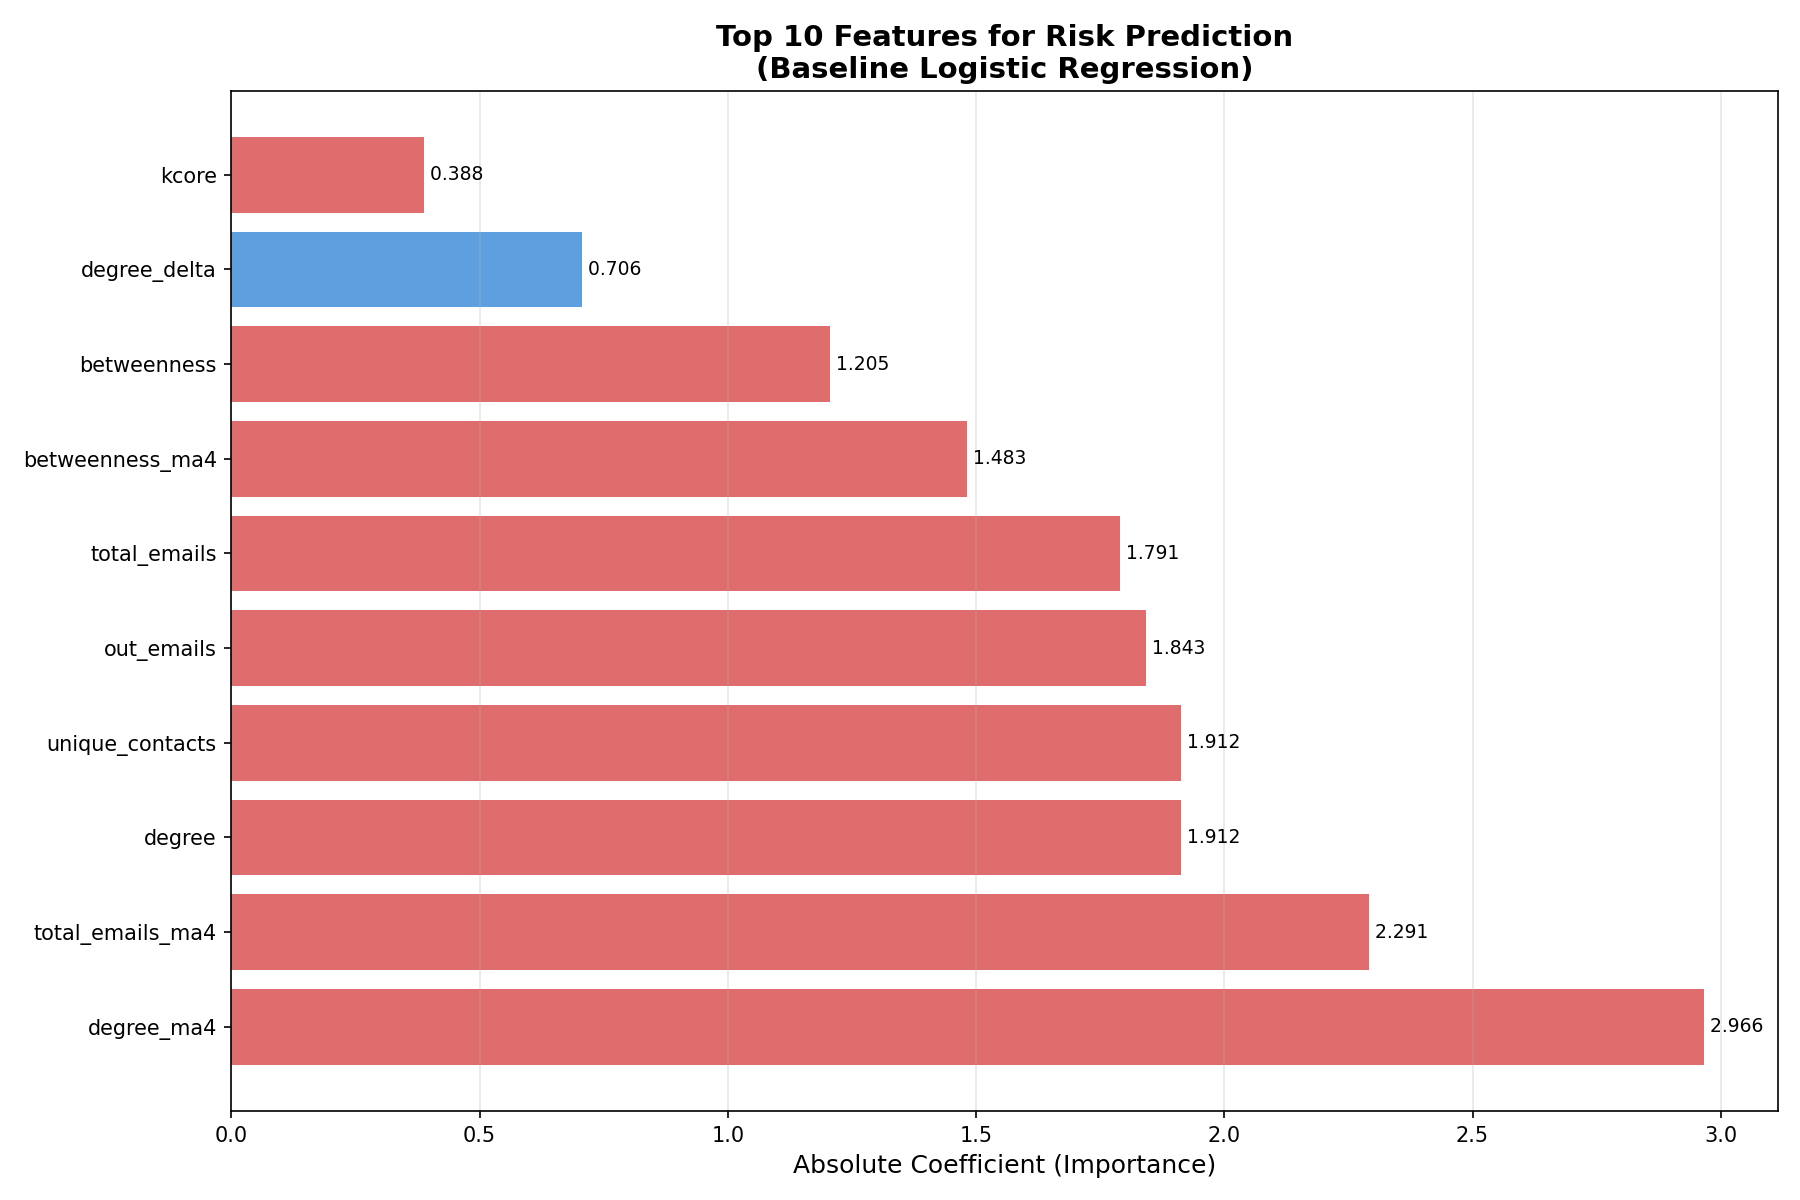 Top 10 Features for Risk Prediction
(Baseline Logistic Regression)
kcore
0.388
degree_delta
0.706
betweenness
1.205
betweenness_ma4
1.483
total_emails
1.791
out_emails
1.843
unique_contacts
1.912
degree
1.912
total_emails_ma4
2.291
degree_ma4
2.966
0.0 0.5 1.0 1.5 2.0 2.5 3.0
Absolute Coefficient (Importance)